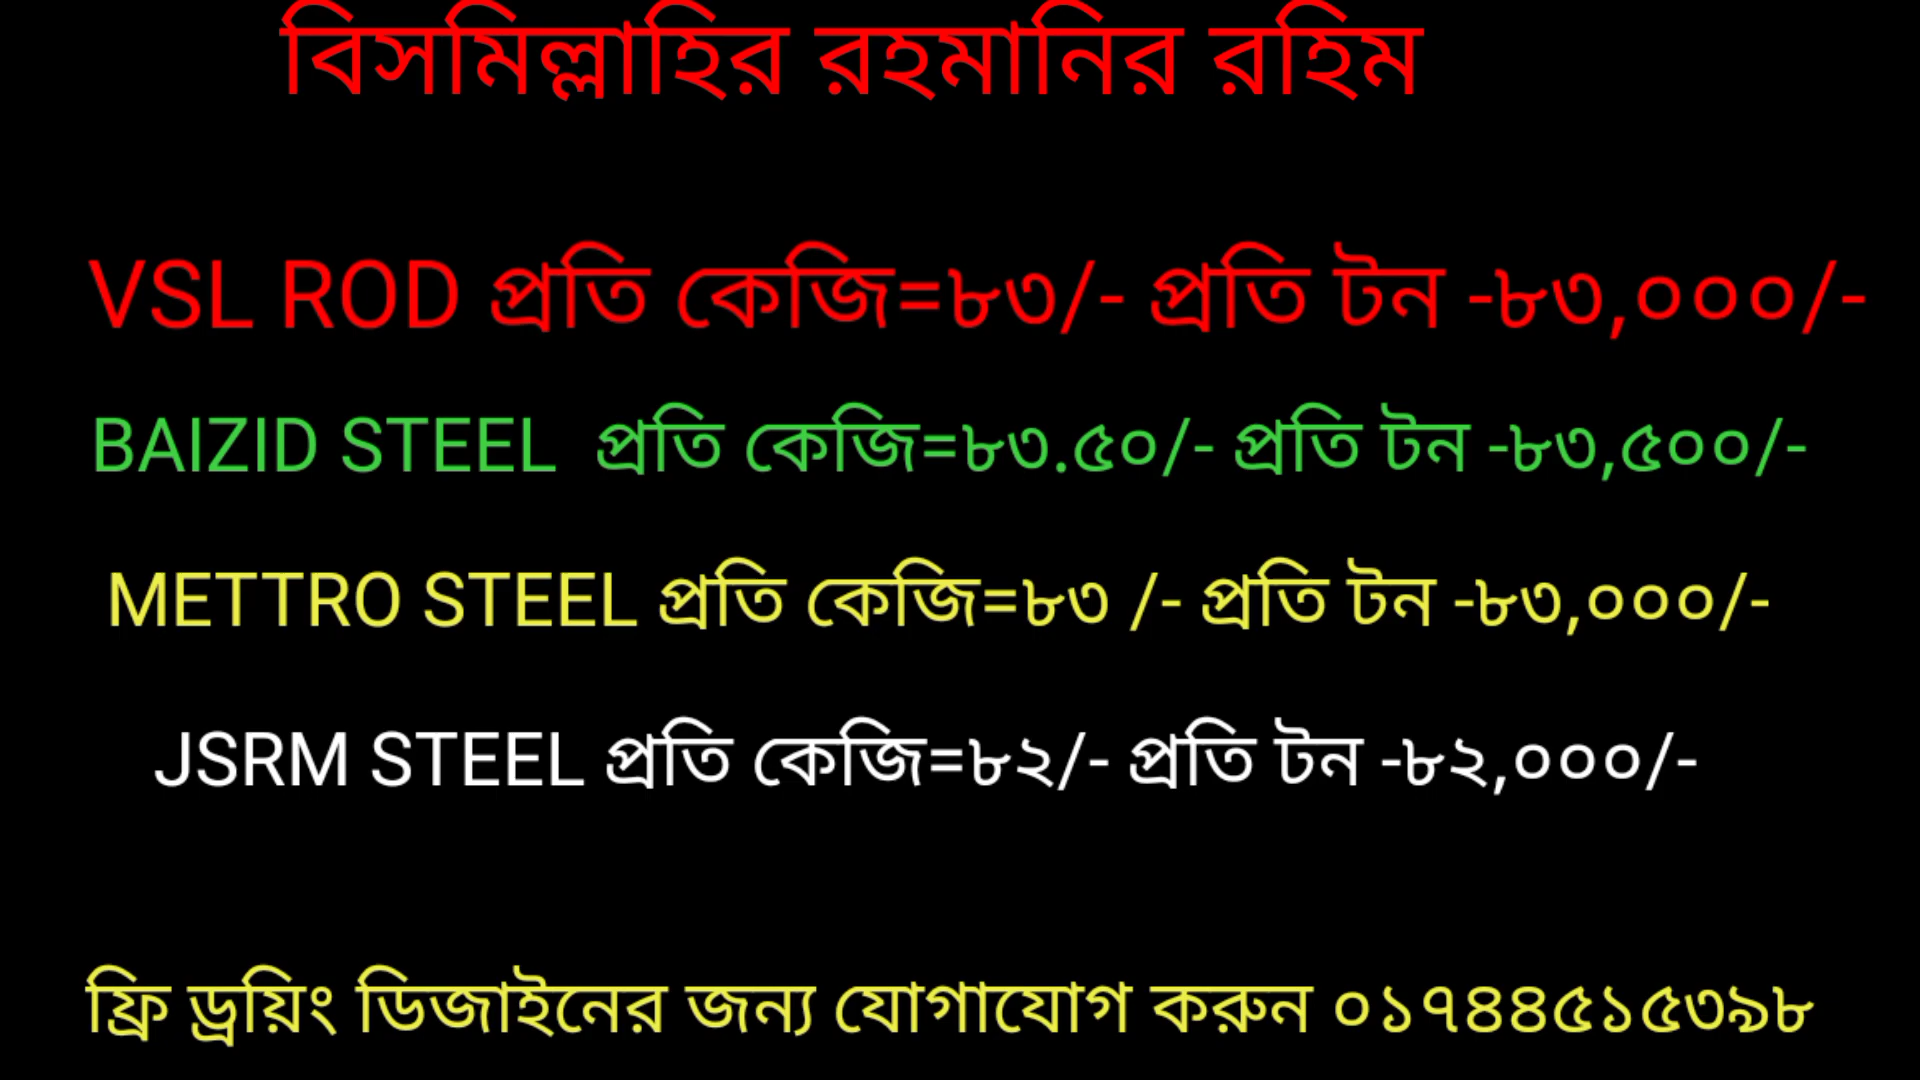 বিসমিল্লাহির রহমানির রহিম
VSL ROD প্রতি কেজি=৮৩/- প্রতি টন -৮৩,০০০/-
BAIZID STEEL প্রতি কেজি=৮৩.৫০/- প্রতি টন -৮৩,৫০০/-
METTRO STEEL প্রতি কেজি=৮৩ /- প্রতি টন -৮৩,০০০/-
JSRM STEEL প্রতি কেজি=৮২/- প্রতি টন -৮২,০০০/-
ফ্রি ড্রয়িং ডিজাইনের জন্য যোগাযোগ করুন ০১৭৪৪৫১৫৩৯৮